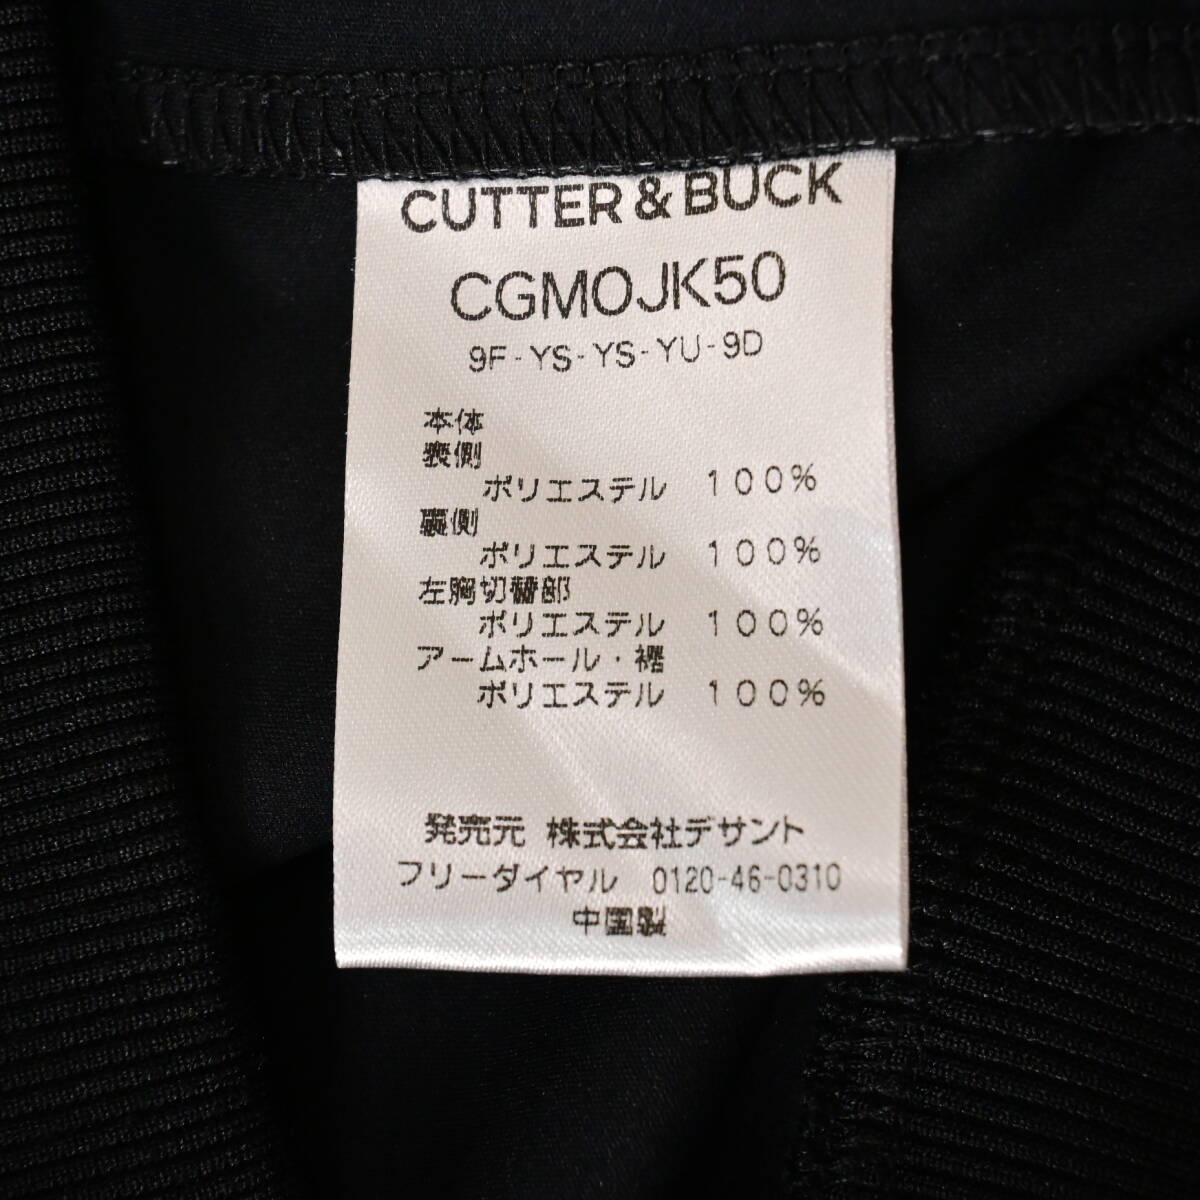 CUTTER & BUCK
CGMOJK50
9F-YS-YS-YU-9D
本体
表側
ポリエステル 100%
裏側
ポリエステル 100%
左胸切替部
ポリエステル 100%
アームホール・裾
ポリエステル 100%
発売元 株式会社デサント
フリーダイヤル 0120-46-0310
中国製